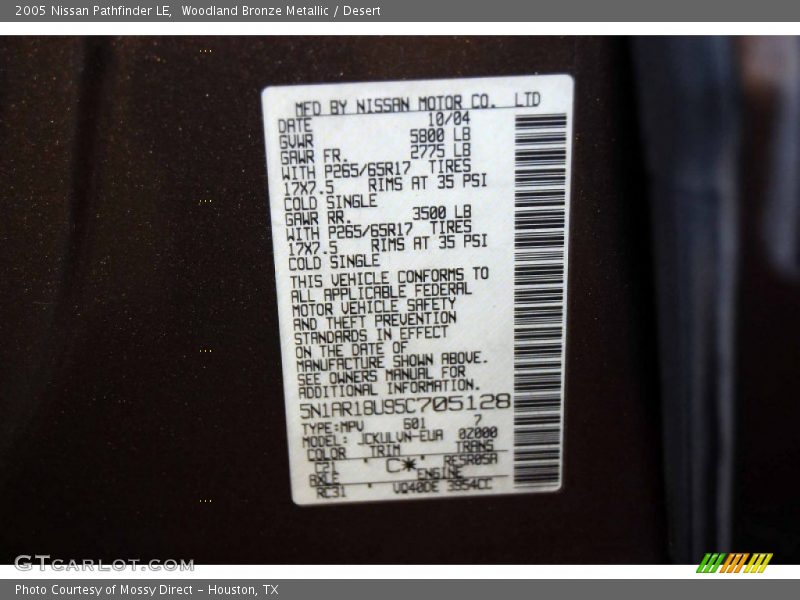 2005 Nissan Pathfinder LE, Woodland Bronze Metallic / Desert
MFD BY NISSAN MOTOR CO. LTD
DATE 10/04
GVWR 5800 LB
GAWR FR. 2775 LB
WITH P265/65R17 TIRES
17X7.5 RIMS AT 35 PSI
COLD SINGLE
GAWR RR. 3500 LB
WITH P265/65R17 TIRES
17X7.5 RIMS AT 35 PSI
COLD SINGLE
THIS VEHICLE CONFORMS TO
ALL APPLICABLE FEDERAL
MOTOR VEHICLE SAFETY
AND THEFT PREVENTION
STANDARDS IN EFFECT
ON THE DATE OF
MANUFACTURE SHOWN ABOVE.
SEE OWNERS MANUAL FOR
ADDITIONAL INFORMATION.
5N1AR18U95C705128
TYPE:MPV 601 7
MODEL: JCKULVN-EUA 02000
COLOR TRIM TRANS
C21 C* RE5R05A
AXLE ENGINE
RC31 VQ40DE 3954CC
GTCARLOT.COM
Photo Courtesy of Mossy Direct - Houston, TX